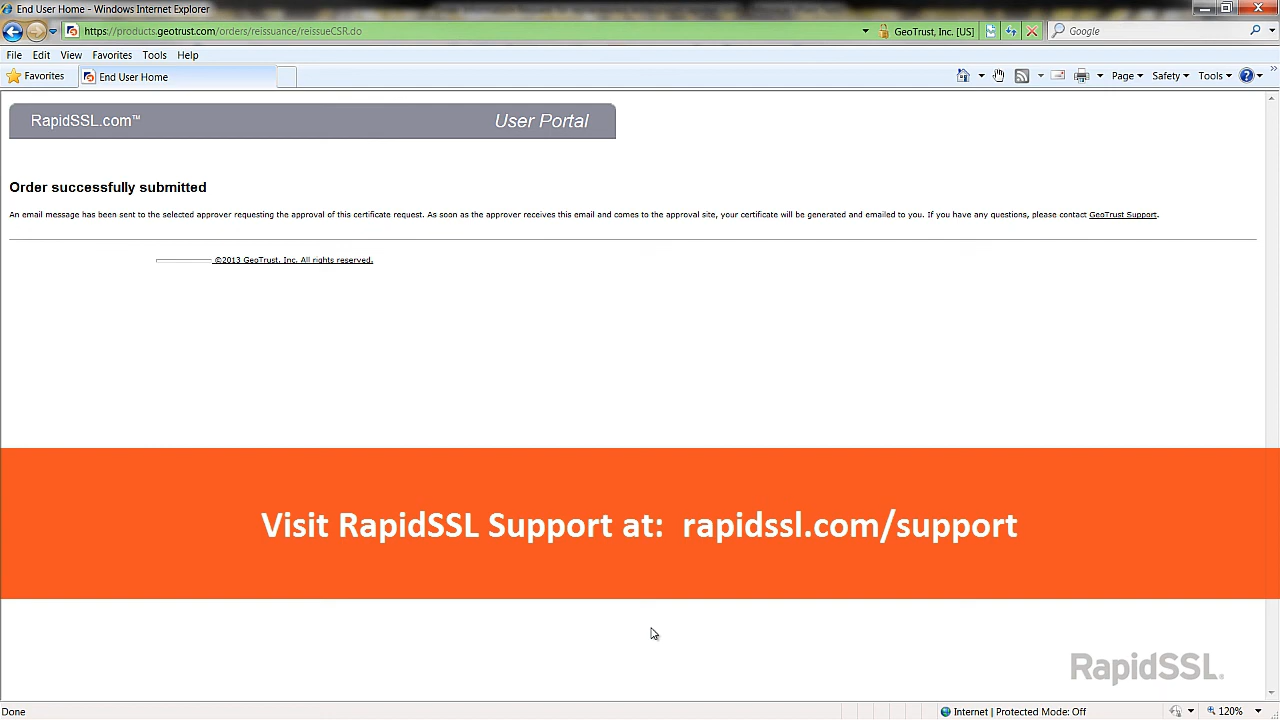 End User Home - Windows Internet Explorer
https://products.geotrust.com/orders/reissuance/reissueCSR.do
GeoTrust, Inc. [US]
Google
File Edit View Favorites Tools Help
Favorites
End User Home
Page Safety Tools
RapidSSL.com™ User Portal
Order successfully submitted
An email message has been sent to the selected approver requesting the approval of this certificate request. As soon as the approver receives this email and comes to the approval site, your certificate will be generated and emailed to you. If you have any questions, please contact GeoTrust Support.
©2013 GeoTrust, Inc. All rights reserved.
Visit RapidSSL Support at: rapidssl.com/support
RapidSSL®
Done
Internet | Protected Mode: Off
120%